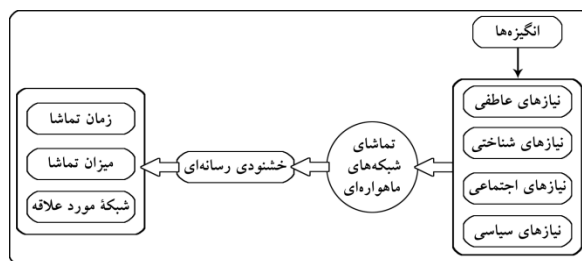 انگیزه‌ها
نیازهای عاطفی
نیازهای شناختی
نیازهای اجتماعی
نیازهای سیاسی
تماشای
شبکه‌های
ماهواره‌ای
خشنودی رسانه‌ای
زمان تماشا
میزان تماشا
شبکهٔ مورد علاقه